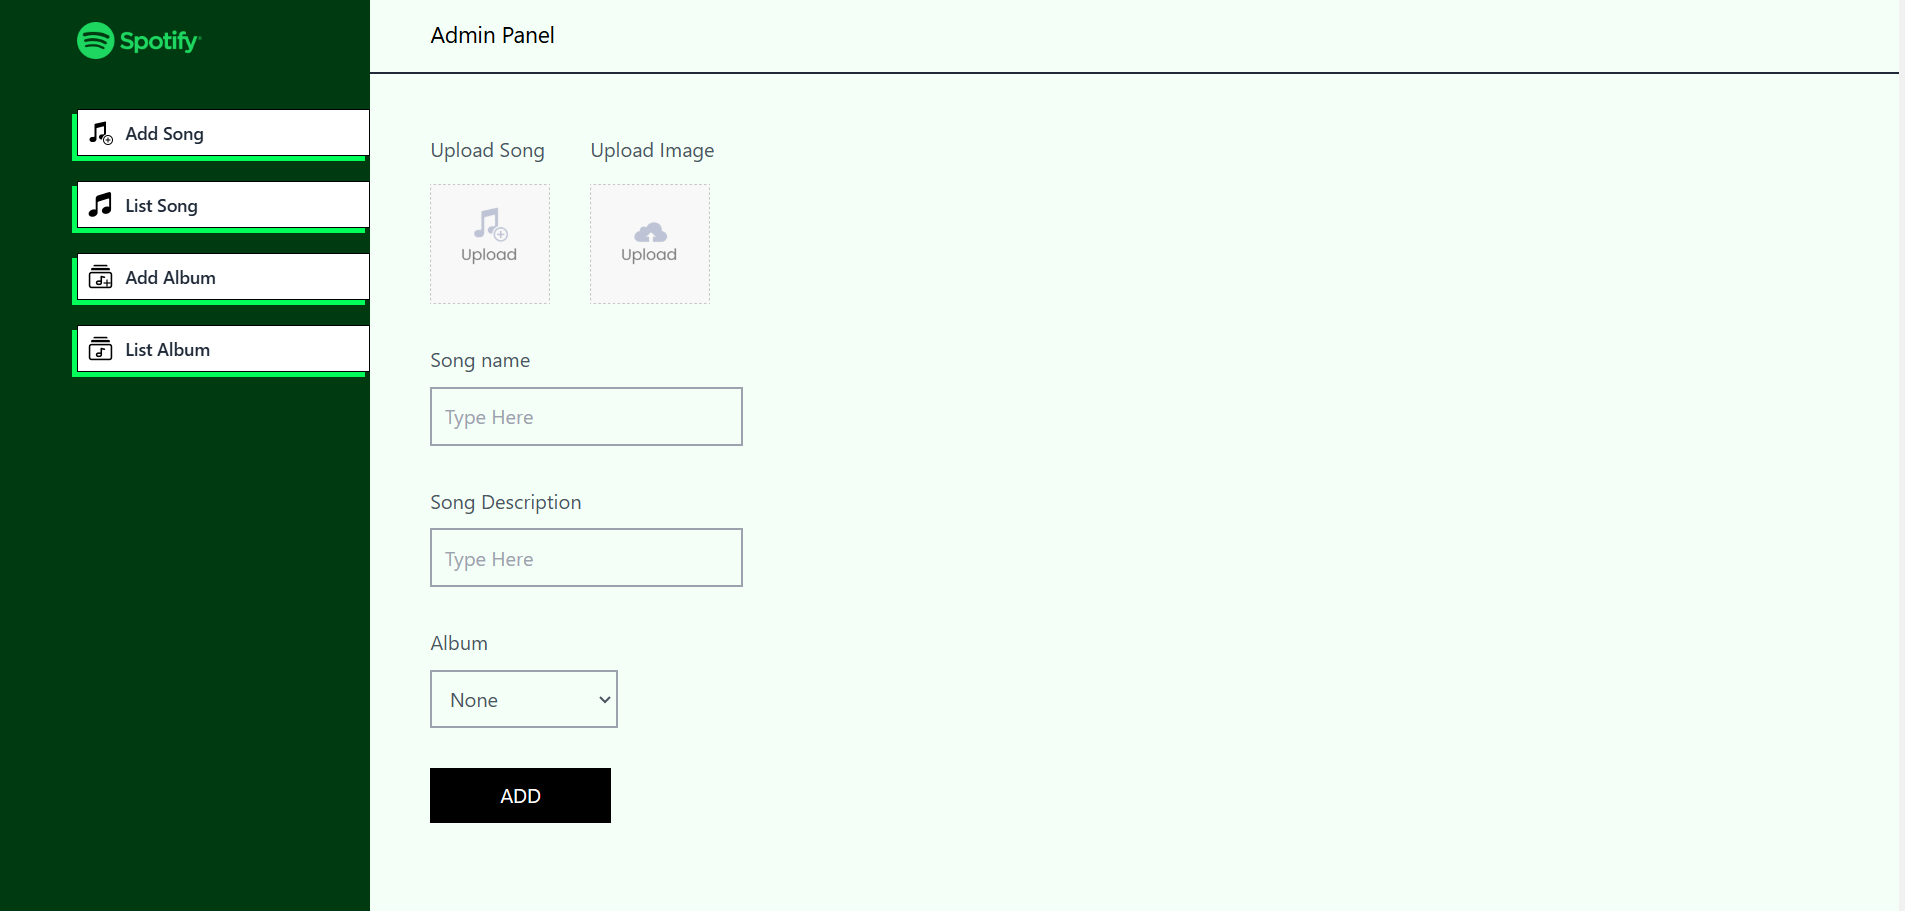 Spotify
Add Song
List Song
Add Album
List Album
Admin Panel
Upload Song Upload Image
Upload Upload
Song name
Type Here
Song Description
Type Here
Album
None
ADD